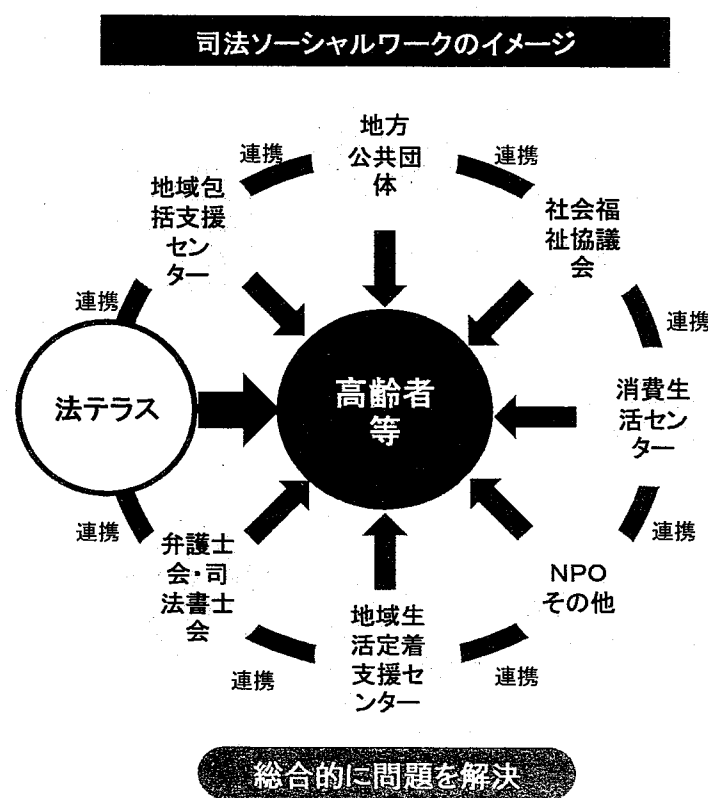 司法ソーシャルワークのイメージ
地方
公共団
体
連携
連携
地域包
括支援
セン
ター
社会福
祉協議
会
連携
連携
法テラス
高齢者
等
消費生
活セン
ター
連携
連携
弁護士
会・司
法書士
会
NPO
その他
地域生
活定着
支援セ
ンター
連携
連携
総合的に問題を解決